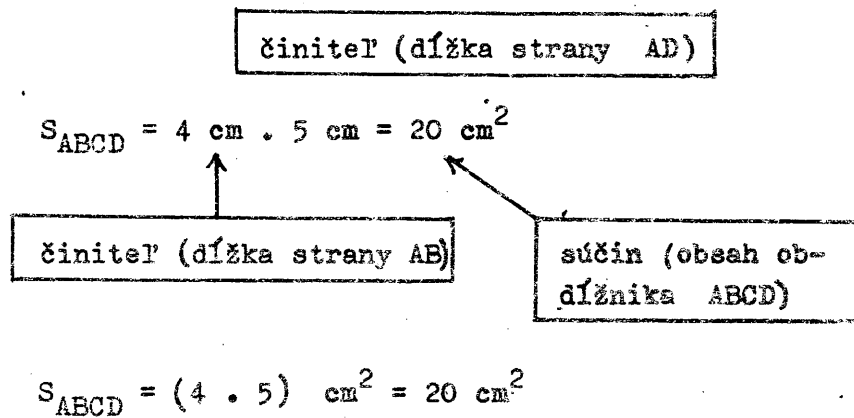 činiteľ (dĺžka strany AD)
S_ABCD = 4 cm . 5 cm = 20 cm²
činiteľ (dĺžka strany AB)
súčin (obsah ob-
dĺžnika ABCD)
S_ABCD = (4 . 5) cm² = 20 cm²